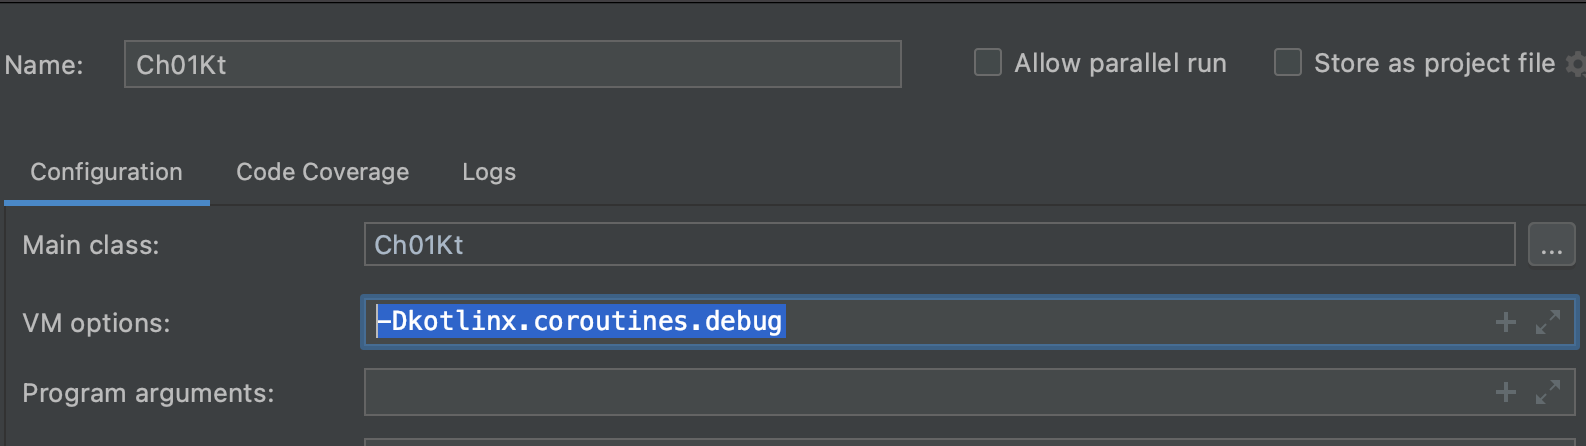 Name: Ch01Kt Allow parallel run Store as project file
Configuration Code Coverage Logs
Main class: Ch01Kt ...
VM options: -Dkotlinx.coroutines.debug
Program arguments: